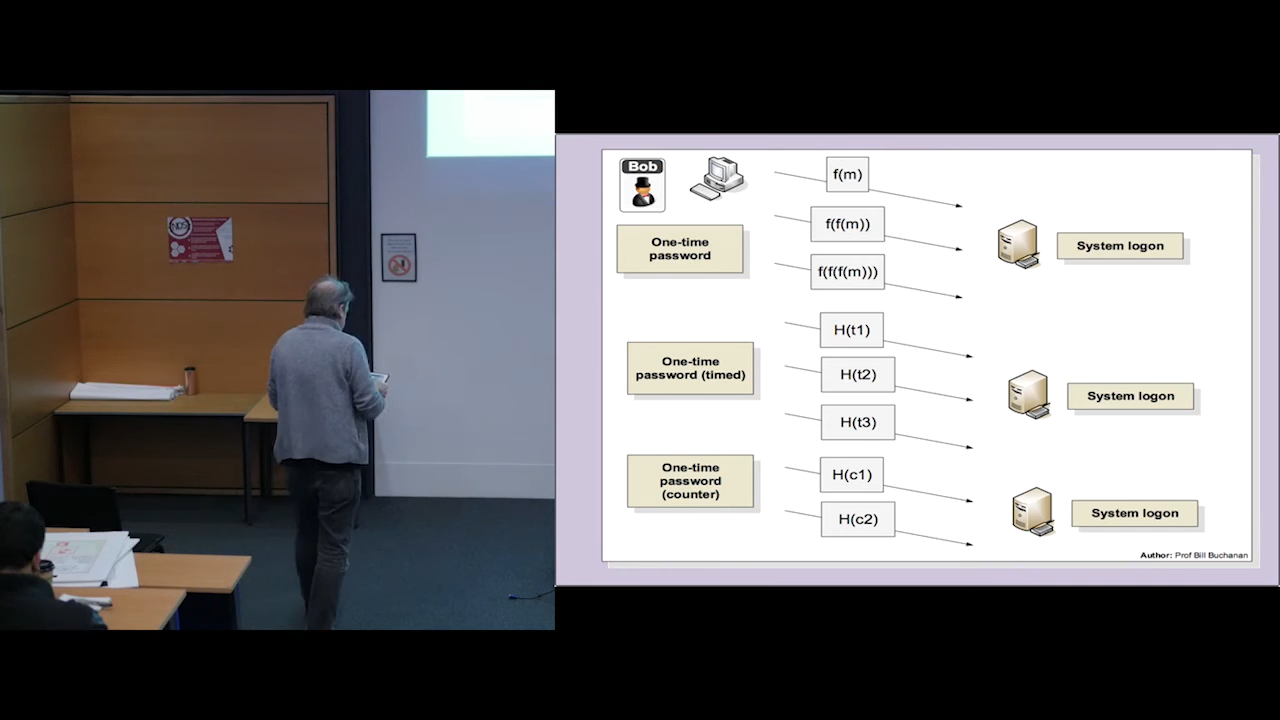 Bob
f(m)
f(f(m))
One-time
password
System logon
f(f(f(m)))
H(t1)
One-time
password (timed)
H(t2)
System logon
H(t3)
One-time
password
(counter)
H(c1)
System logon
H(c2)
Author: Prof Bill Buchanan